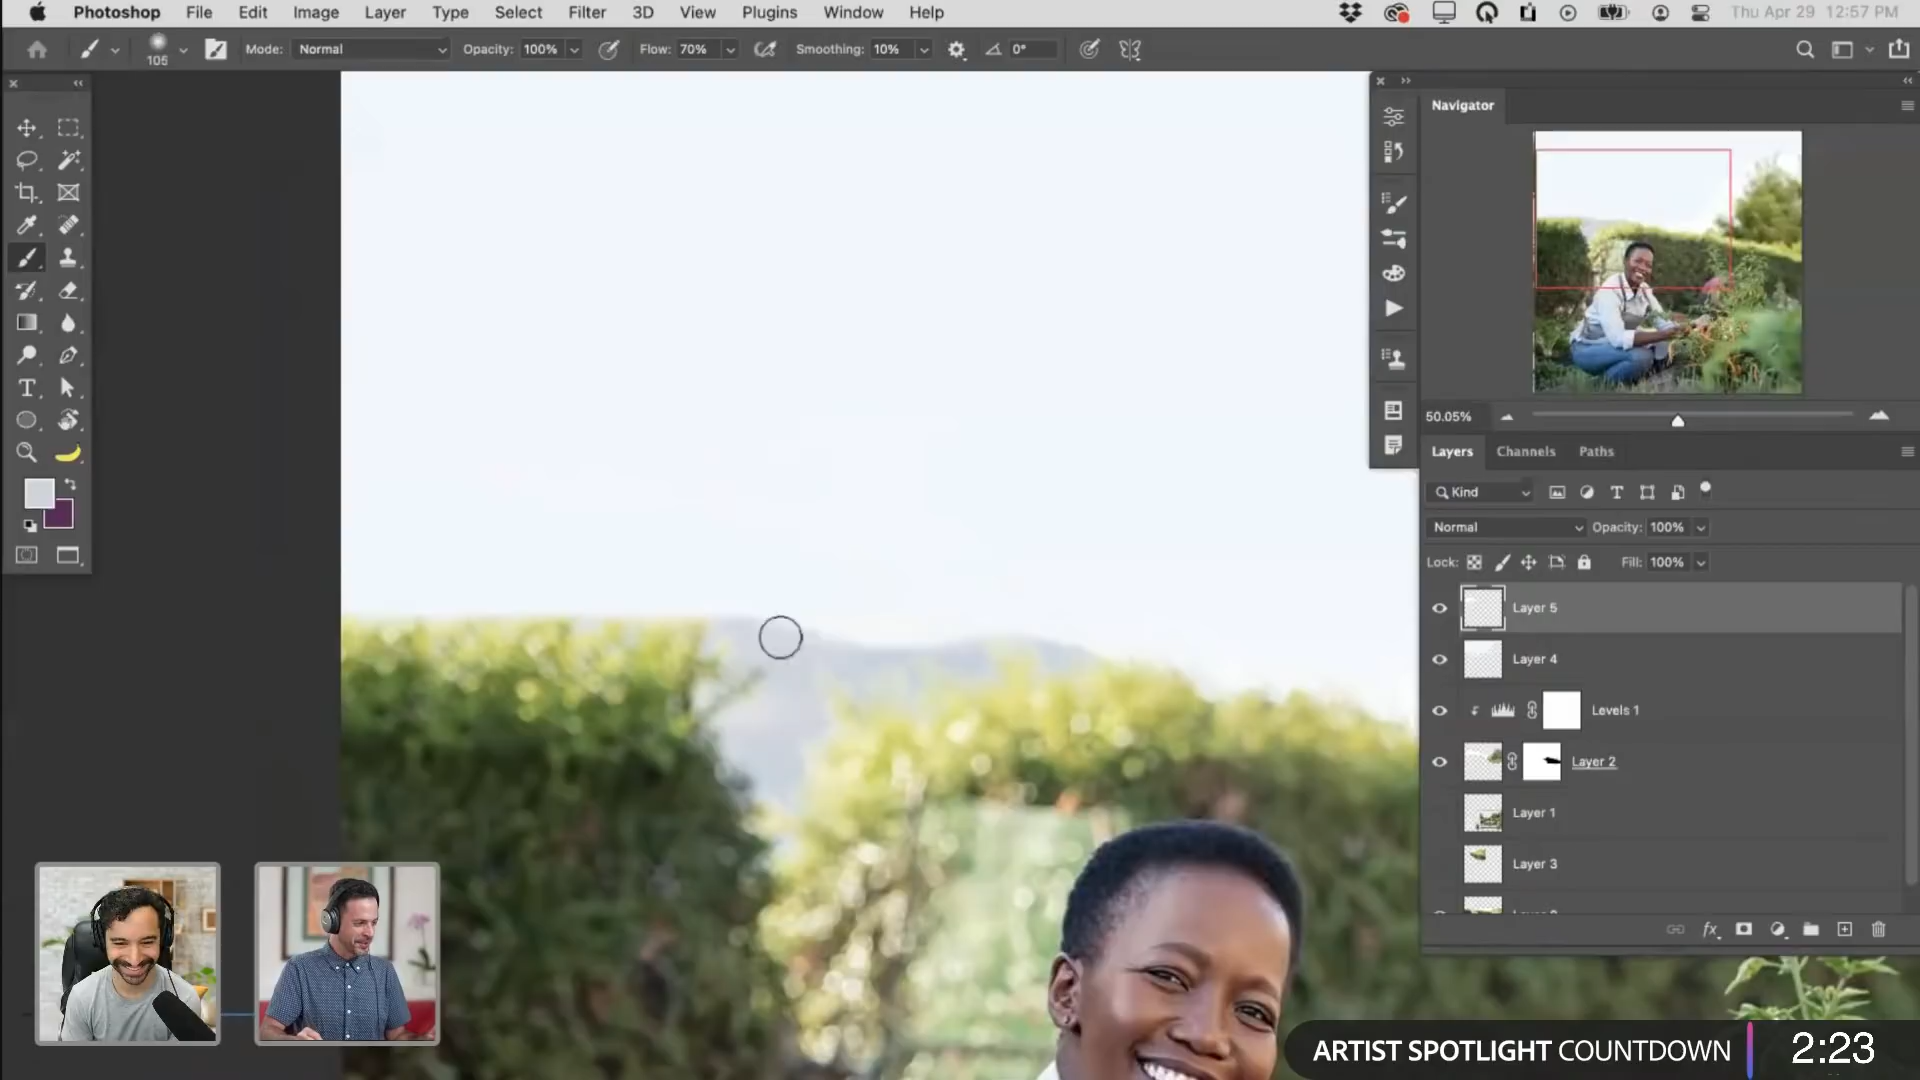 Photoshop File Edit Image Layer Type Select Filter 3D View Plugins Window Help Thu Apr 29 12:57 PM
105 Mode: Normal Opacity: 100% Flow: 70% Smoothing: 10% 0°
Navigator
50.05%
Layers Channels Paths
Kind
Normal Opacity: 100%
Lock: Fill: 100%
Layer 5
Layer 4
Levels 1
Layer 2
Layer 1
Layer 3
ARTIST SPOTLIGHT COUNTDOWN 2:23